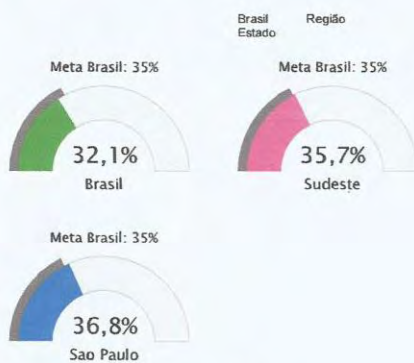 Brasil Região
Estado
Meta Brasil: 35%
32,1%
Brasil
Meta Brasil: 35%
35,7%
Sudeste
Meta Brasil: 35%
36,8%
Sao Paulo